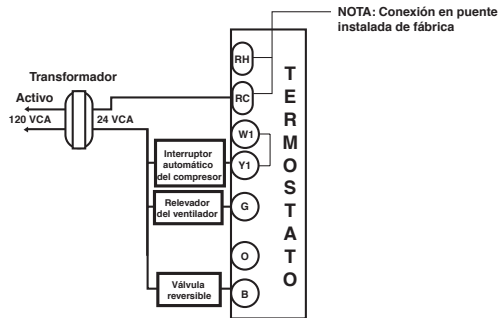 NOTA: Conexión en puente
instalada de fábrica
Transformador
Activo
120 VCA
24 VCA
RH
RC
W1
Y1
G
O
B
TERMOSTATO
Interruptor
automático
del compresor
Relevador
del ventilador
Válvula
reversible